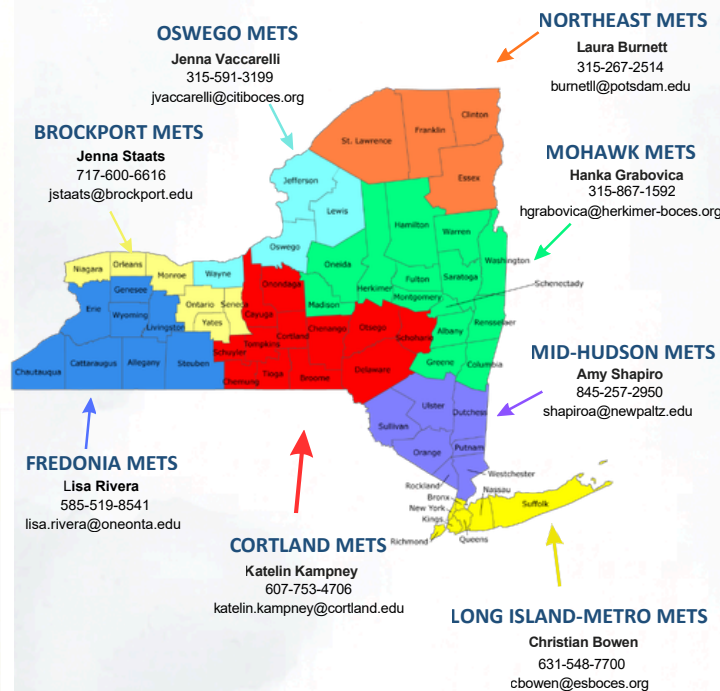 NORTHEAST METS
Laura Burnett
315-267-2514
burnetll@potsdam.edu
OSWEGO METS
Jenna Vaccarelli
315-591-3199
jvaccarelli@citiboces.org
BROCKPORT METS
Jenna Staats
717-600-6616
jstaats@brockport.edu
MOHAWK METS
Hanka Grabovica
315-867-1592
hgrabovica@herkimer-boces.org
Clinton
Franklin
St. Lawrence
Essex
Jefferson
Lewis
Hamilton
Warren
Oswego
Washington
Niagara
Orleans
Monroe
Wayne
Oneida
Herkimer
Fulton
Saratoga
Schenectady
Genesee
Onondaga
Madison
Montgomery
Erie
Wyoming
Livingston
Ontario
Seneca
Yates
Cayuga
Cortland
Chenango
Otsego
Schoharie
Albany
Rensselaer
Tompkins
Schuyler
Chautauqua
Cattaraugus
Allegany
Steuben
Chemung
Tioga
Broome
Delaware
Greene
Columbia
MID-HUDSON METS
Amy Shapiro
845-257-2950
shapiroa@newpaltz.edu
Ulster
Dutchess
Sullivan
Orange
Putnam
Westchester
Rockland
Nassau
Bronx
New York
Kings
Suffolk
Richmond
Queens
FREDONIA METS
Lisa Rivera
585-519-8541
lisa.rivera@oneonta.edu
CORTLAND METS
Katelin Kampney
607-753-4706
katelin.kampney@cortland.edu
LONG ISLAND-METRO METS
Christian Bowen
631-548-7700
cbowen@esboces.org